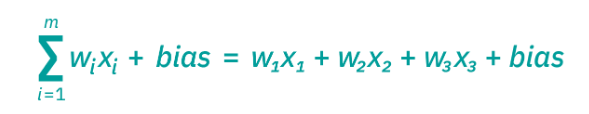 m
∑ wᵢxᵢ + bias = w₁x₁ + w₂x₂ + w₃x₃ + bias
i=1